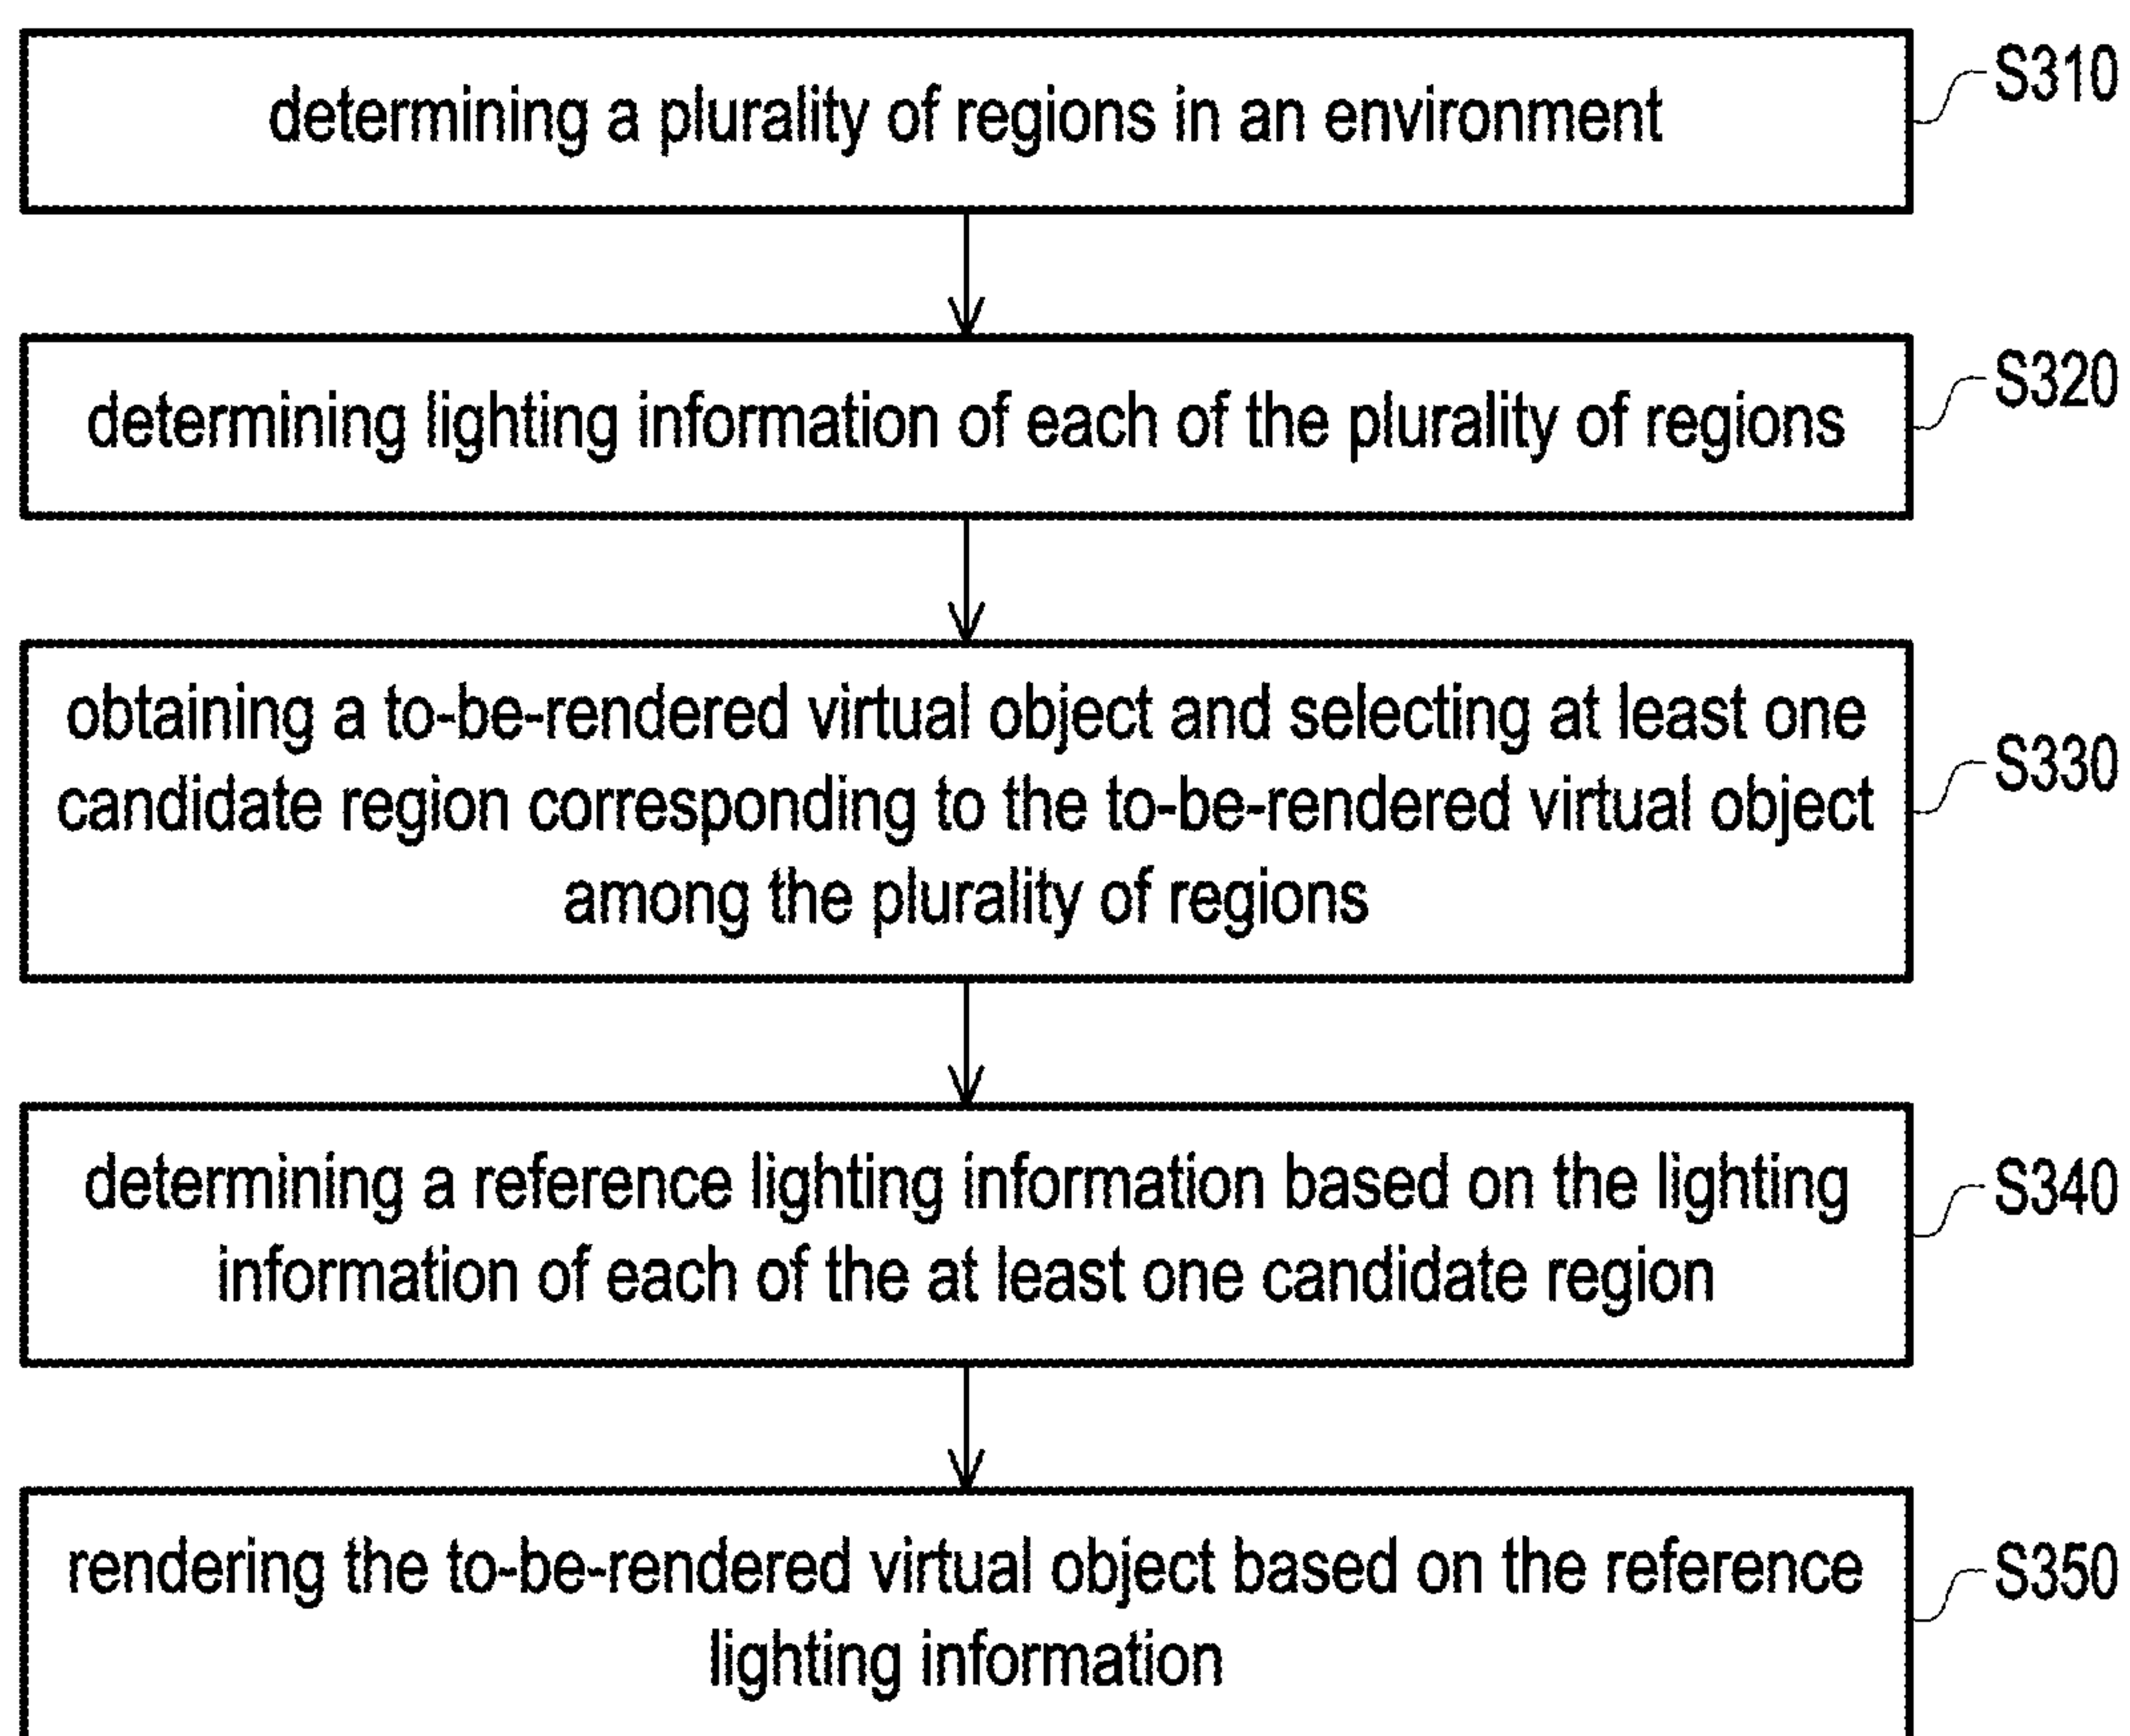 determining a plurality of regions in an environment
S310
determining lighting information of each of the plurality of regions
S320
obtaining a to-be-rendered virtual object and selecting at least one
candidate region corresponding to the to-be-rendered virtual object
among the plurality of regions
S330
determining a reference lighting information based on the lighting
information of each of the at least one candidate region
S340
rendering the to-be-rendered virtual object based on the reference
lighting information
S350